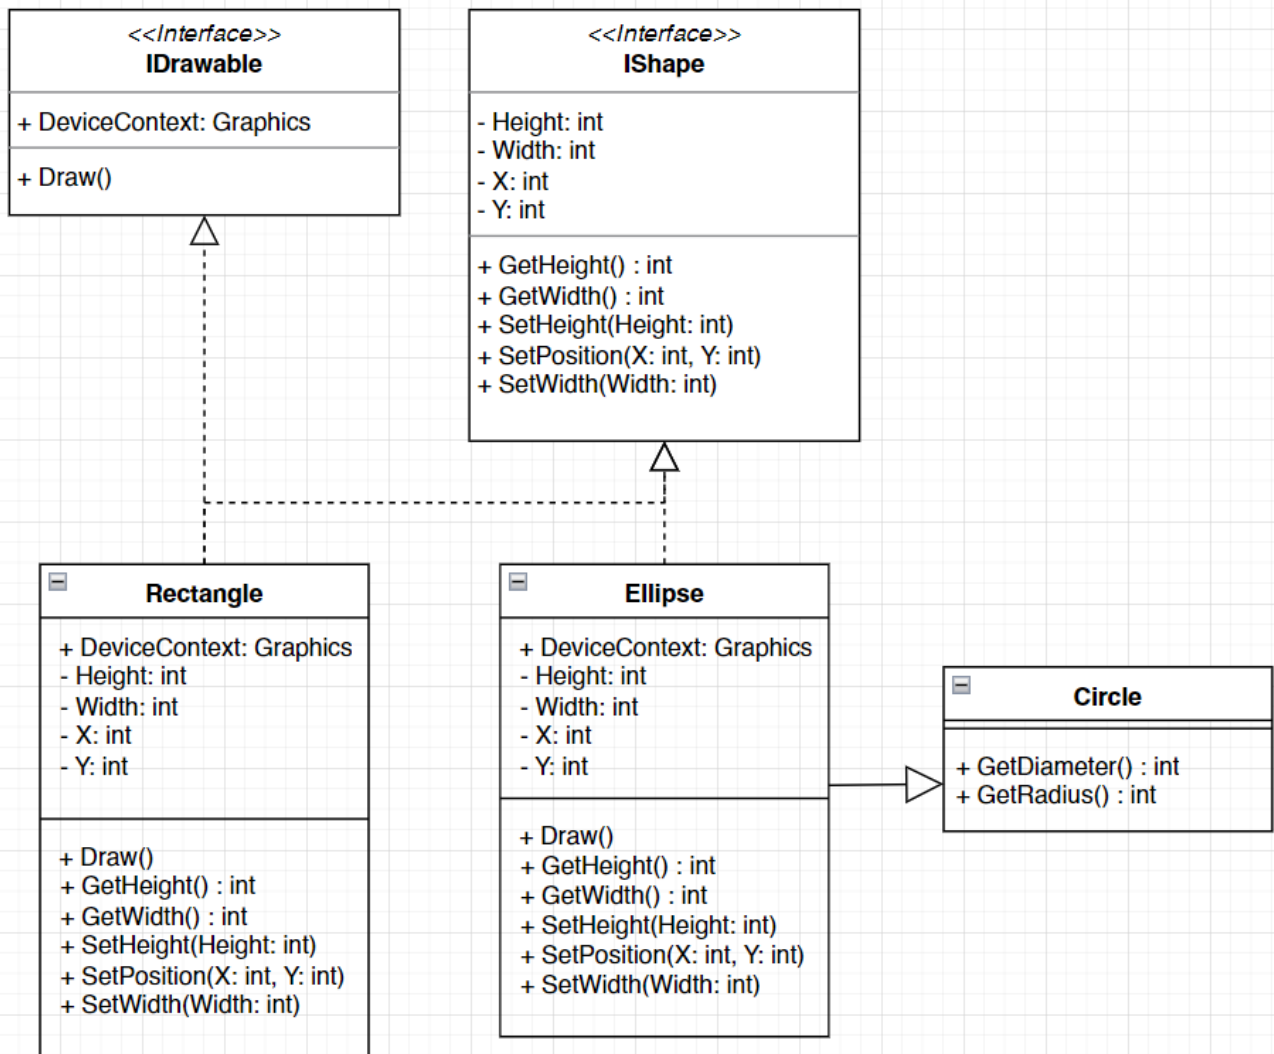 <<Interface>>
IDrawable
+ DeviceContext: Graphics
+ Draw()
<<Interface>>
IShape
- Height: int
- Width: int
- X: int
- Y: int
+ GetHeight() : int
+ GetWidth() : int
+ SetHeight(Height: int)
+ SetPosition(X: int, Y: int)
+ SetWidth(Width: int)
Rectangle
+ DeviceContext: Graphics
- Height: int
- Width: int
- X: int
- Y: int
+ Draw()
+ GetHeight() : int
+ GetWidth() : int
+ SetHeight(Height: int)
+ SetPosition(X: int, Y: int)
+ SetWidth(Width: int)
Ellipse
+ DeviceContext: Graphics
- Height: int
- Width: int
- X: int
- Y: int
+ Draw()
+ GetHeight() : int
+ GetWidth() : int
+ SetHeight(Height: int)
+ SetPosition(X: int, Y: int)
+ SetWidth(Width: int)
Circle
+ GetDiameter() : int
+ GetRadius() : int